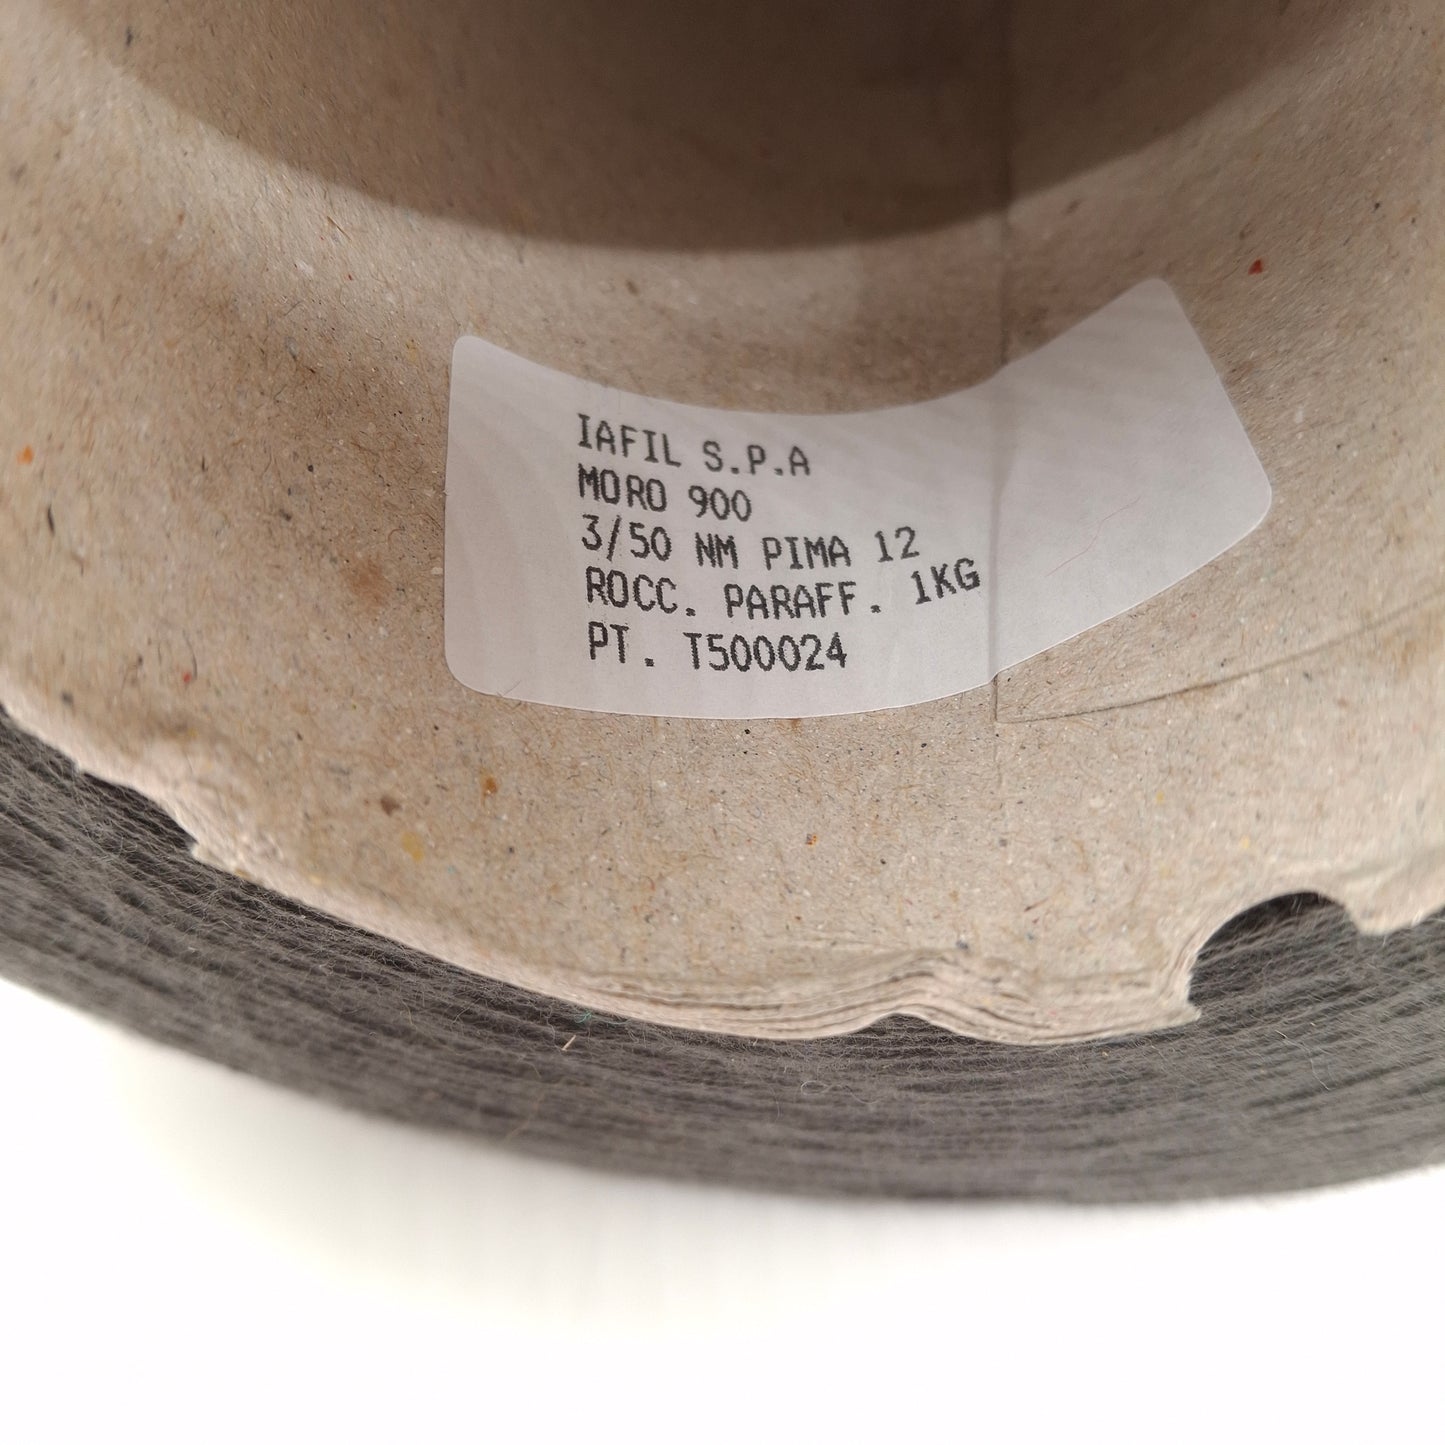 IAFIL S.P.A
MORO 900
3/50 NM PIMA 12
ROCC. PARAFF. 1KG
PT. T500024